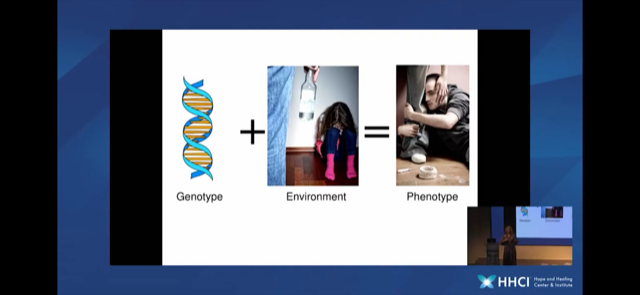 Genotype
Environment
Phenotype
HHCI
Hope and Healing
Center & Institute